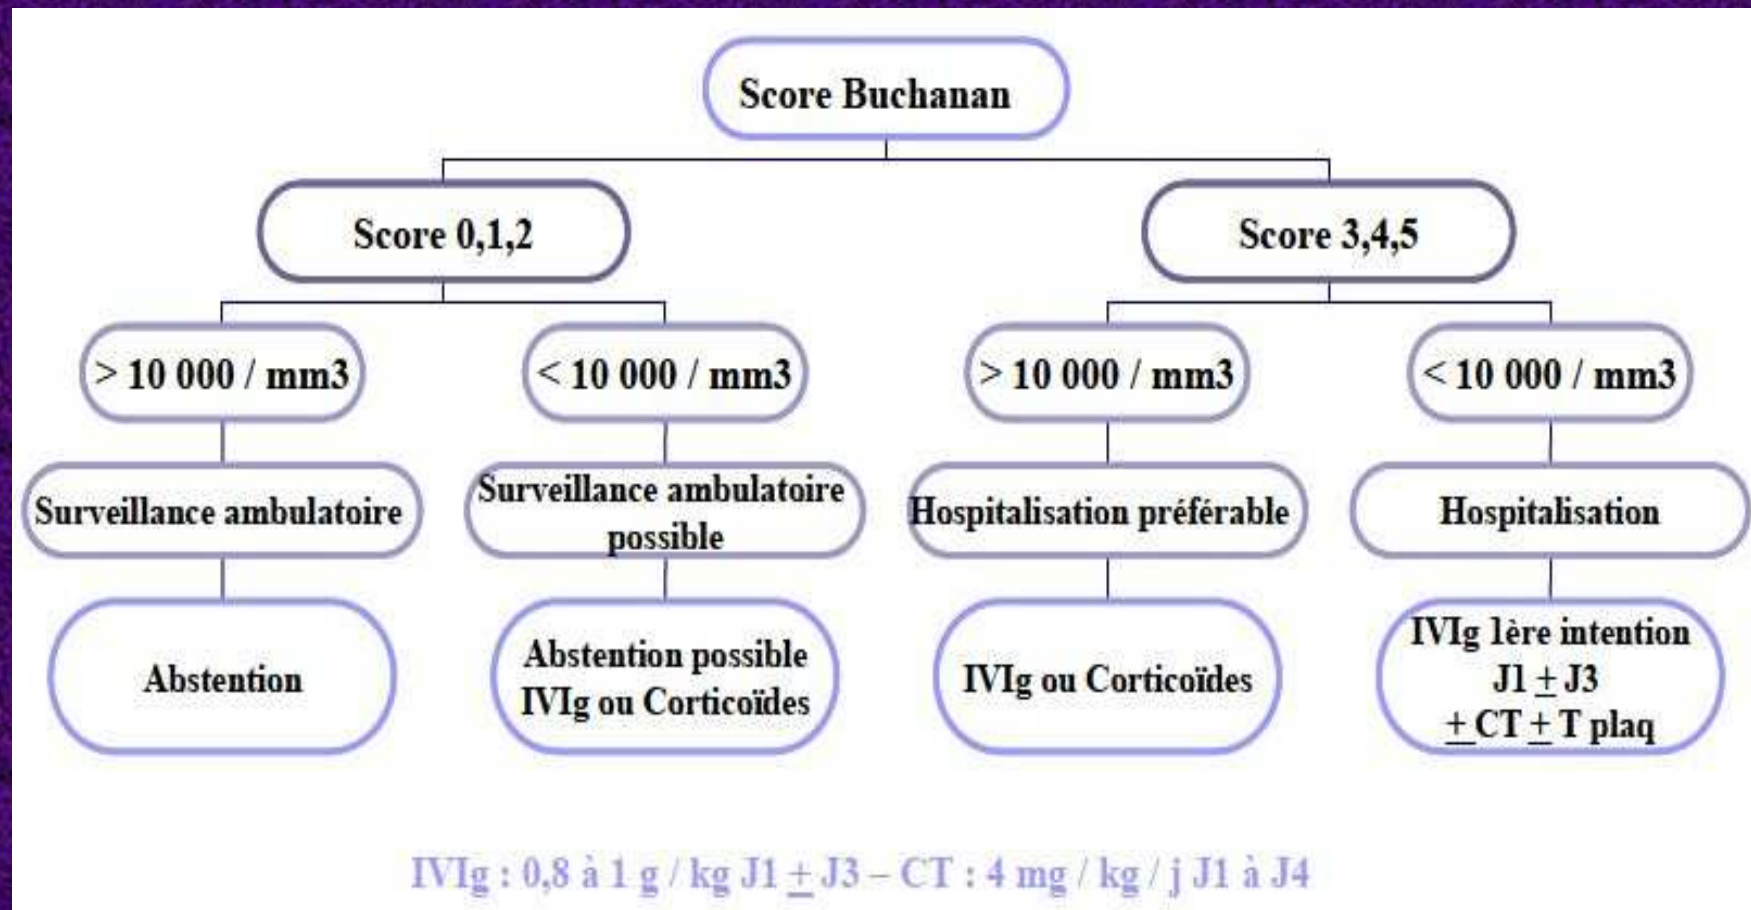 Score Buchanan
Score 0,1,2
Score 3,4,5
> 10 000 / mm3
< 10 000 / mm3
> 10 000 / mm3
< 10 000 / mm3
Surveillance ambulatoire
Surveillance ambulatoire
possible
Hospitalisation préférable
Hospitalisation
Abstention
Abstention possible
IVIg ou Corticoïdes
IVIg ou Corticoïdes
IVIg 1ère intention
J1 ± J3
± CT ± T plaq
IVIg : 0,8 à 1 g / kg J1 ± J3 – CT : 4 mg / kg / j J1 à J4